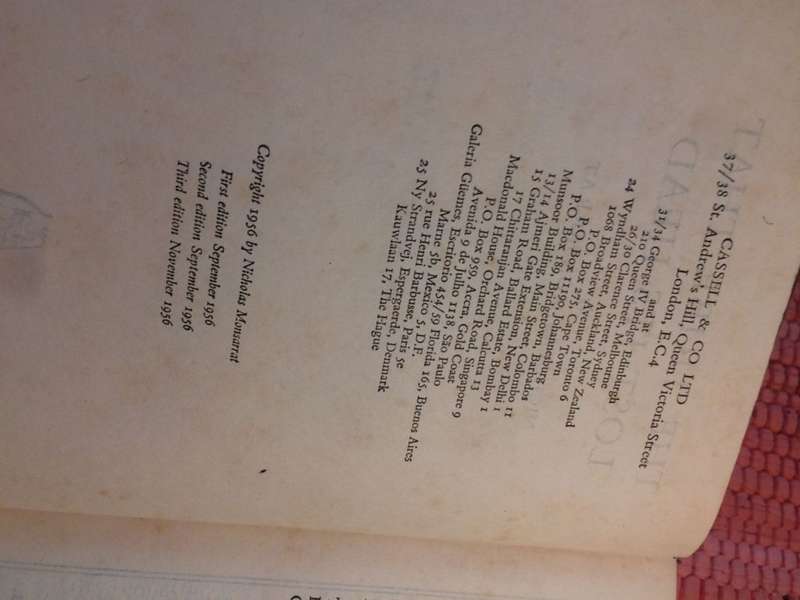 CASSELL & CO LTD
37/38 St. Andrew's Hill, Queen Victoria Street
London, E.C.4
and at
31/34 George IV Bridge, Edinburgh
210 Queen Street, Melbourne
26/30 Clarence Street, Sydney
24 Wyndham Street, Auckland, New Zealand
1068 Broadview Avenue, Toronto 6
P.O. Box 275, Cape Town
P.O. Box 11190, Johannesburg
Munsoor Building, Main Street, Colombo 11
Box 189, Bridgetown, Barbados
13/14 Ajmeri Gate Extension, New Delhi 1
15 Graham Road, Ballard Estate, Bombay 1
17 Chittaranjan Avenue, Calcutta 13
Macdonald House, Orchard Road, Singapore 9
P.O. Box 959, Accra, Gold Coast
Avenida 9 de Julho 1138, São Paulo
Galeria Güemes, Escritorio 454/59 Florida 165, Buenos Aires
Marne 5b, Mexico 5, D.F.
25 rue Henri Barbusse, Paris 5e
25 Ny Strandvej, Espergaerde, Denmark
Kauwlaan 17, The Hague
Copyright 1956 by Nicholas Monsarrat
First edition September 1956
Second edition September 1956
Third edition November 1956